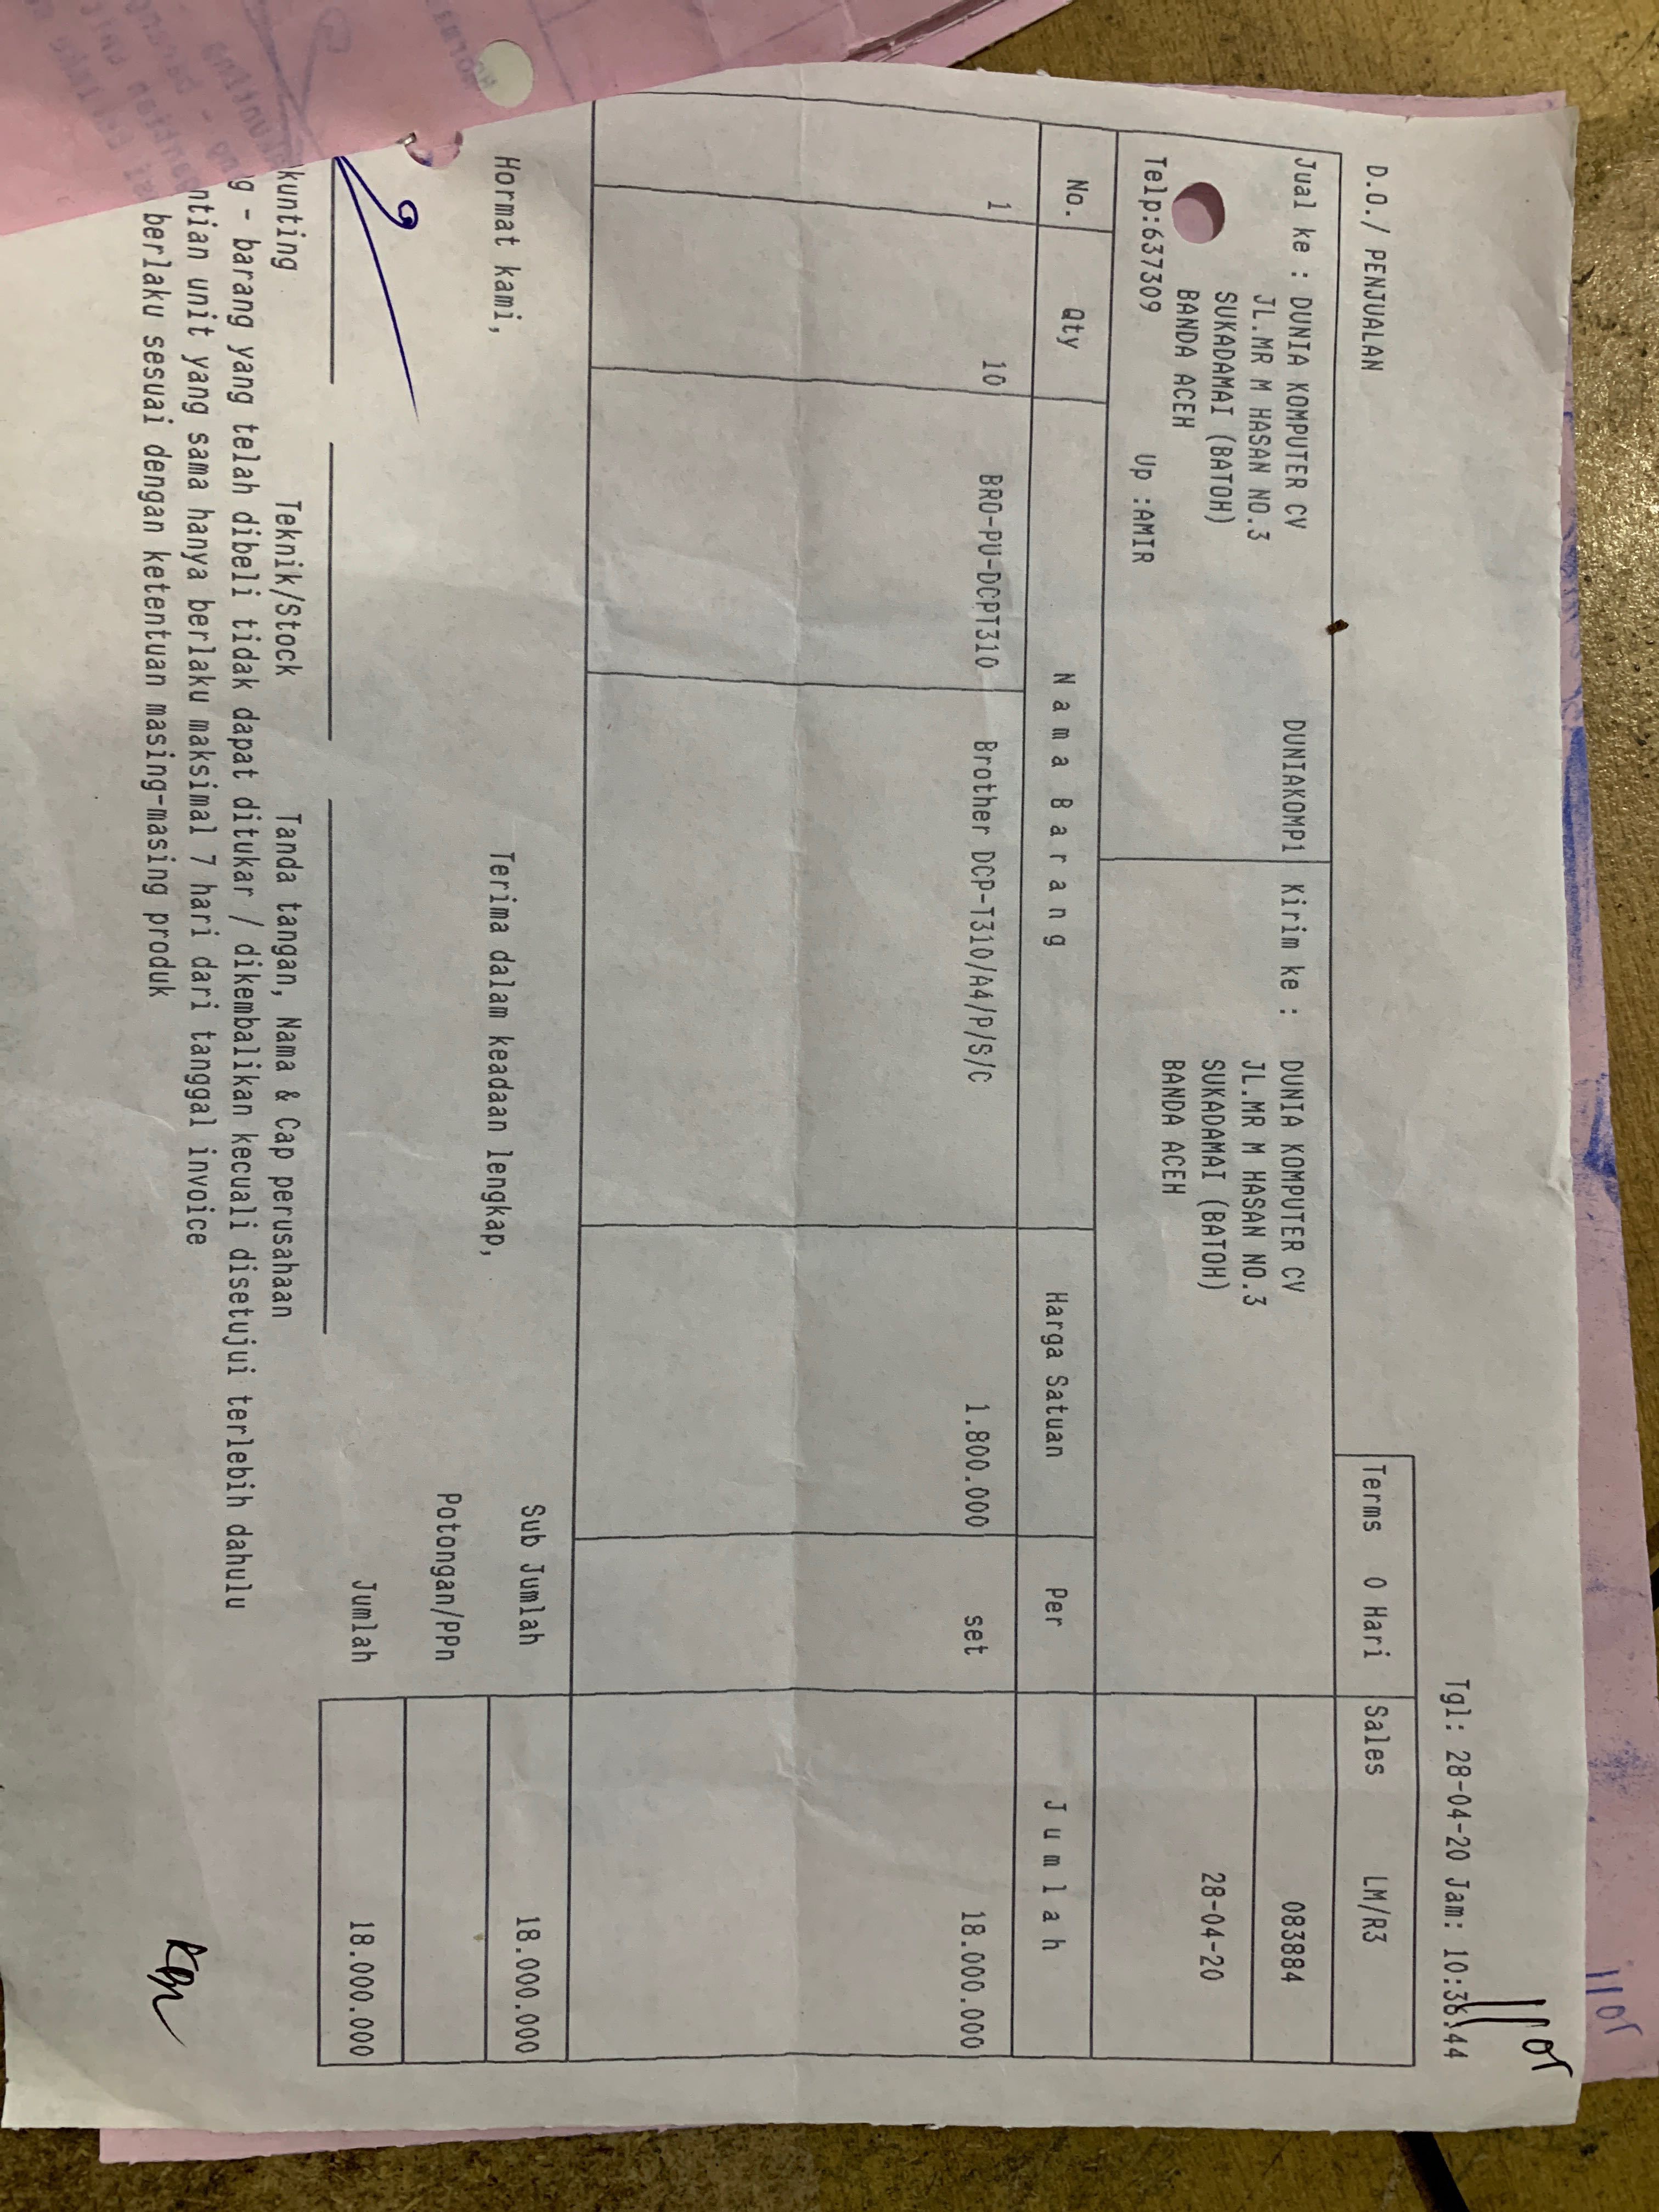 Tgl: 28-04-20 Jam: 10:36:44
D.O./ PENJUALAN
Terms 0 Hari Sales LM/R3
Jual ke : DUNIA KOMPUTER CV DUNIAKOMP1 Kirim ke : DUNIA KOMPUTER CV 083884
JL.MR M HASAN NO.3 JL.MR M HASAN NO.3
SUKADAMAI (BATOH) SUKADAMAI (BATOH) 28-04-20
BANDA ACEH BANDA ACEH
Telp:637309 Up :AMIR
No. Qty Nama Barang Harga Satuan Per Jumlah
1 10 BRO-PU-DCPT310 Brother DCP-T310/A4/P/S/C 1.800.000 set 18.000.000
Sub Jumlah 18.000.000
Hormat kami, Terima dalam keadaan lengkap,
Potongan/PPn
Jumlah 18.000.000
kunting Teknik/Stock Tanda tangan, Nama & Cap perusahaan
g - barang yang telah dibeli tidak dapat ditukar / dikembalikan kecuali disetujui terlebih dahulu
ntian unit yang sama hanya berlaku maksimal 7 hari dari tanggal invoice
berlaku sesuai dengan ketentuan masing-masing produk